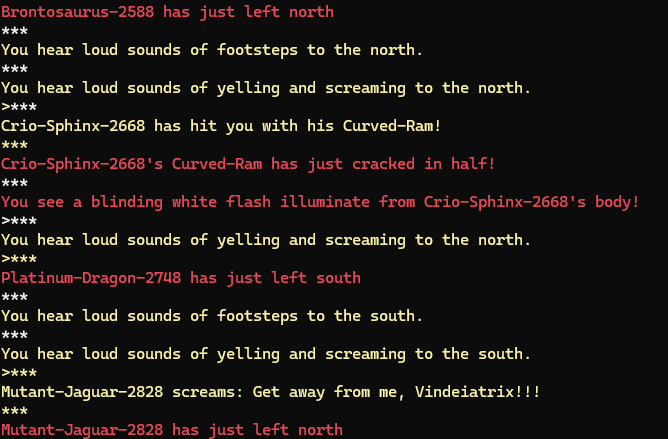 Brontosaurus-2588 has just left north
***
You hear loud sounds of footsteps to the north.
***
You hear loud sounds of yelling and screaming to the north.
>***
Crio-Sphinx-2668 has hit you with his Curved-Ram!
***
Crio-Sphinx-2668's Curved-Ram has just cracked in half!
***
You see a blinding white flash illuminate from Crio-Sphinx-2668's body!
>***
You hear loud sounds of yelling and screaming to the north.
>***
Platinum-Dragon-2748 has just left south
***
You hear loud sounds of footsteps to the south.
***
You hear loud sounds of yelling and screaming to the south.
>***
Mutant-Jaguar-2828 screams: Get away from me, Vindeiatrix!!!
***
Mutant-Jaguar-2828 has just left north